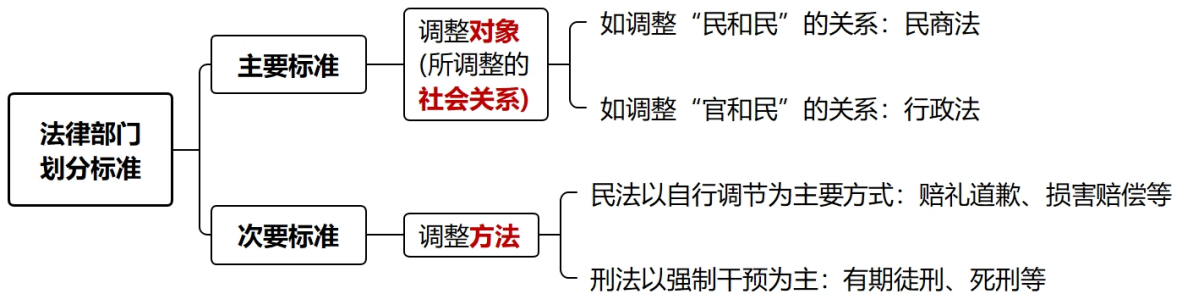 法律部门
划分标准
主要标准
调整对象
(所调整的
社会关系)
如调整“民和民”的关系：民商法
如调整“官和民”的关系：行政法
次要标准
调整方法
民法以自行调节为主要方式：赔礼道歉、损害赔偿等
刑法以强制干预为主：有期徒刑、死刑等